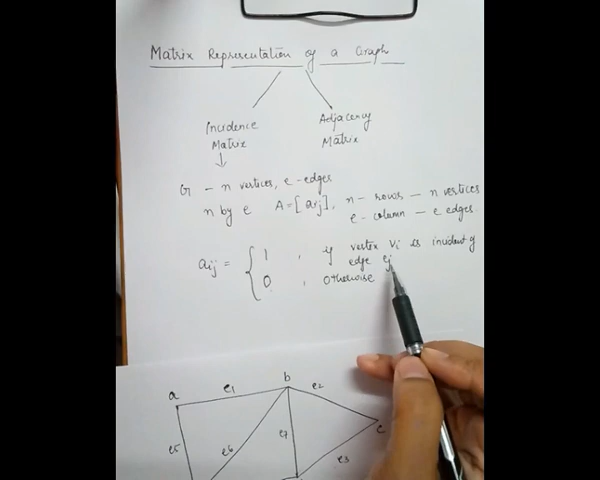 Matrix Representation of a Graph
Incidence Matrix
Adjacency Matrix
G - n vertices, e-edges
n by e A=[aij], n - rows - n vertices
e - column - e edges
aij = { 1 , if vertex vi is incident of edge ej
0 , otherwise
a e1 b e2
e5 e6 e7 c
e3